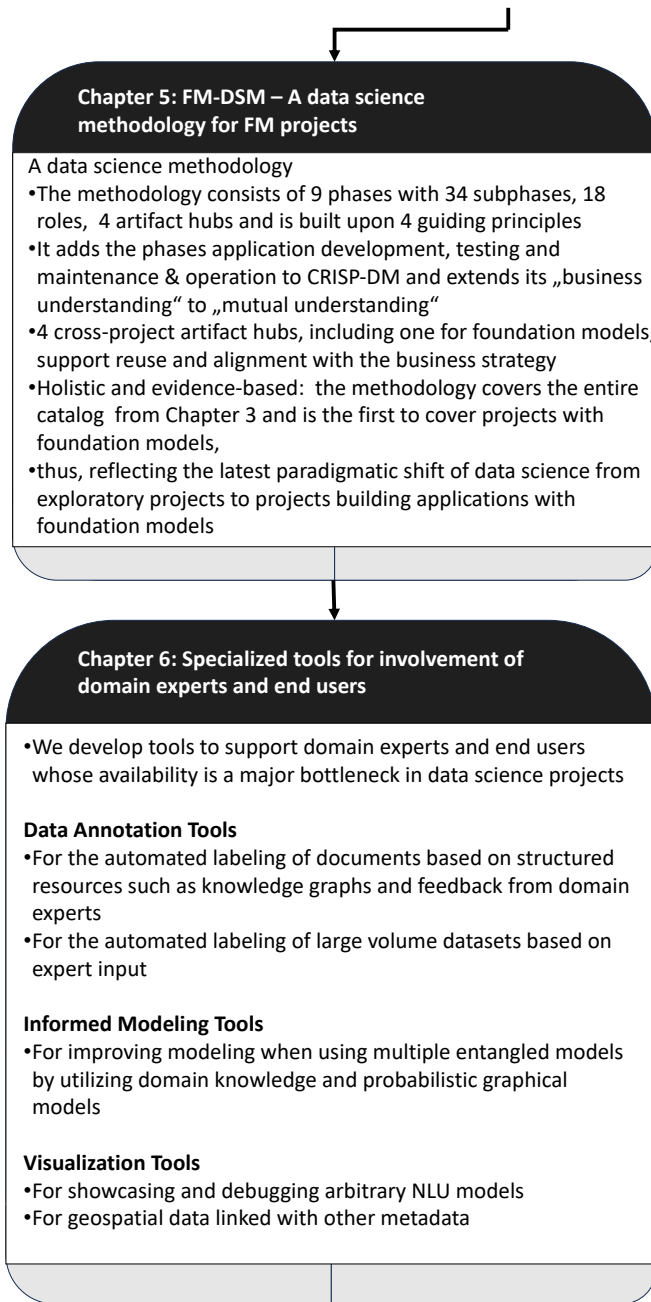 Chapter 5: FM-DSM – A data science
methodology for FM projects
A data science methodology
•The methodology consists of 9 phases with 34 subphases, 18
roles, 4 artifact hubs and is built upon 4 guiding principles
•It adds the phases application development, testing and
maintenance & operation to CRISP-DM and extends its „business
understanding“ to „mutual understanding“
•4 cross-project artifact hubs, including one for foundation models,
support reuse and alignment with the business strategy
•Holistic and evidence-based: the methodology covers the entire
catalog from Chapter 3 and is the first to cover projects with
foundation models,
•thus, reflecting the latest paradigmatic shift of data science from
exploratory projects to projects building applications with
foundation models
Chapter 6: Specialized tools for involvement of
domain experts and end users
•We develop tools to support domain experts and end users
whose availability is a major bottleneck in data science projects
Data Annotation Tools
•For the automated labeling of documents based on structured
resources such as knowledge graphs and feedback from domain
experts
•For the automated labeling of large volume datasets based on
expert input
Informed Modeling Tools
•For improving modeling when using multiple entangled models
by utilizing domain knowledge and probabilistic graphical
models
Visualization Tools
•For showcasing and debugging arbitrary NLU models
•For geospatial data linked with other metadata